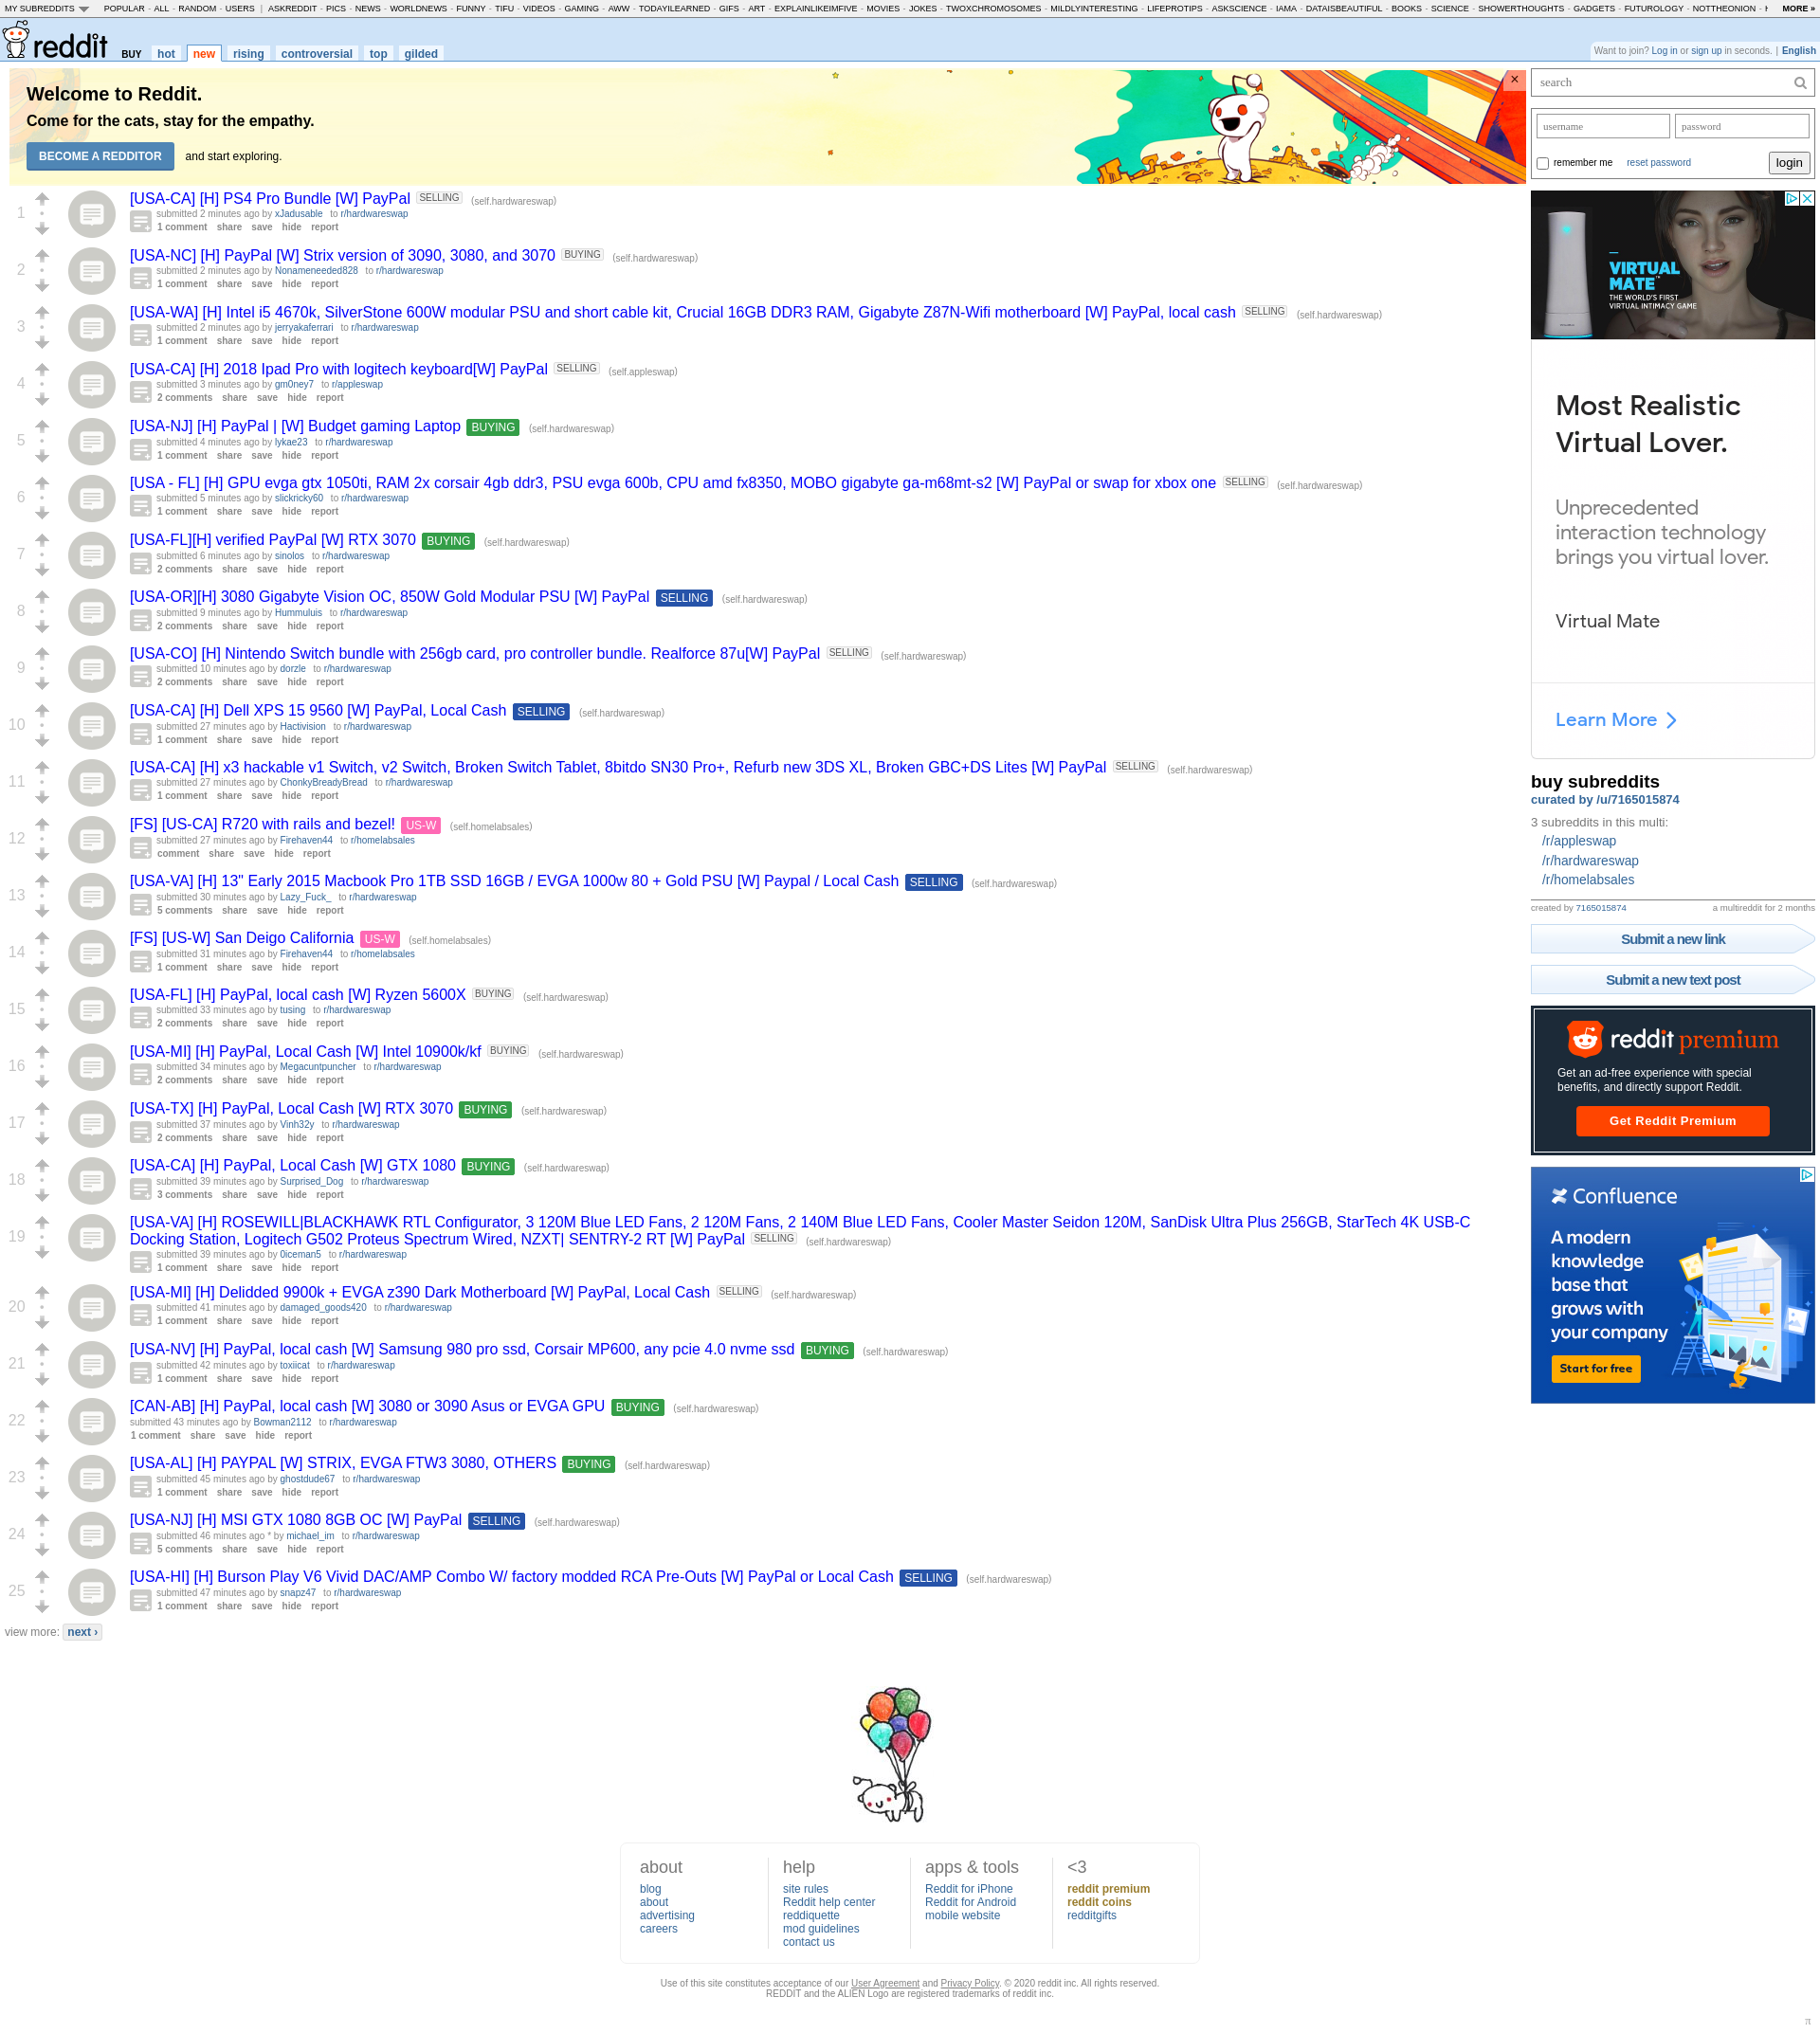 MY SUBREDDITS POPULAR - ALL - RANDOM - USERS | ASKREDDIT - PICS - NEWS - WORLDNEWS - FUNNY - TIFU - VIDEOS - GAMING - AWW - TODAYILEARNED - GIFS - ART - EXPLAINLIKEIMFIVE - MOVIES - JOKES - TWOXCHROMOSOMES - MILDLYINTERESTING - LIFEPROTIPS - ASKSCIENCE - IAMA - DATAISBEAUTIFUL - BOOKS - SCIENCE - SHOWERTHOUGHTS - GADGETS - FUTUROLOGY - NOTTHEONION - MORE »
reddit BUY hot new rising controversial top gilded
Want to join? Log in or sign up in seconds. | English
Welcome to Reddit.
Come for the cats, stay for the empathy.
BECOME A REDDITOR and start exploring.
×
1
[USA-CA] [H] PS4 Pro Bundle [W] PayPal SELLING (self.hardwareswap)
submitted 2 minutes ago by xJadusable to r/hardwareswap
1 comment share save hide report
2
[USA-NC] [H] PayPal [W] Strix version of 3090, 3080, and 3070 BUYING (self.hardwareswap)
submitted 2 minutes ago by Nonameneeded828 to r/hardwareswap
1 comment share save hide report
3
[USA-WA] [H] Intel i5 4670k, SilverStone 600W modular PSU and short cable kit, Crucial 16GB DDR3 RAM, Gigabyte Z87N-Wifi motherboard [W] PayPal, local cash SELLING (self.hardwareswap)
submitted 2 minutes ago by jerryakaferrari to r/hardwareswap
1 comment share save hide report
4
[USA-CA] [H] 2018 Ipad Pro with logitech keyboard[W] PayPal SELLING (self.appleswap)
submitted 3 minutes ago by gm0ney7 to r/appleswap
2 comments share save hide report
5
[USA-NJ] [H] PayPal | [W] Budget gaming Laptop BUYING (self.hardwareswap)
submitted 4 minutes ago by lykae23 to r/hardwareswap
1 comment share save hide report
6
[USA - FL] [H] GPU evga gtx 1050ti, RAM 2x corsair 4gb ddr3, PSU evga 600b, CPU amd fx8350, MOBO gigabyte ga-m68mt-s2 [W] PayPal or swap for xbox one SELLING (self.hardwareswap)
submitted 5 minutes ago by slickricky60 to r/hardwareswap
1 comment share save hide report
7
[USA-FL][H] verified PayPal [W] RTX 3070 BUYING (self.hardwareswap)
submitted 6 minutes ago by sinolos to r/hardwareswap
2 comments share save hide report
8
[USA-OR][H] 3080 Gigabyte Vision OC, 850W Gold Modular PSU [W] PayPal SELLING (self.hardwareswap)
submitted 9 minutes ago by Hummuluis to r/hardwareswap
2 comments share save hide report
9
[USA-CO] [H] Nintendo Switch bundle with 256gb card, pro controller bundle. Realforce 87u[W] PayPal SELLING (self.hardwareswap)
submitted 10 minutes ago by dorzle to r/hardwareswap
2 comments share save hide report
10
[USA-CA] [H] Dell XPS 15 9560 [W] PayPal, Local Cash SELLING (self.hardwareswap)
submitted 27 minutes ago by Hactivision to r/hardwareswap
1 comment share save hide report
11
[USA-CA] [H] x3 hackable v1 Switch, v2 Switch, Broken Switch Tablet, 8bitdo SN30 Pro+, Refurb new 3DS XL, Broken GBC+DS Lites [W] PayPal SELLING (self.hardwareswap)
submitted 27 minutes ago by ChonkyBreadyBread to r/hardwareswap
1 comment share save hide report
12
[FS] [US-CA] R720 with rails and bezel! US-W (self.homelabsales)
submitted 27 minutes ago by Firehaven44 to r/homelabsales
comment share save hide report
13
[USA-VA] [H] 13" Early 2015 Macbook Pro 1TB SSD 16GB / EVGA 1000w 80 + Gold PSU [W] Paypal / Local Cash SELLING (self.hardwareswap)
submitted 30 minutes ago by Lazy_Fuck_ to r/hardwareswap
5 comments share save hide report
14
[FS] [US-W] San Deigo California US-W (self.homelabsales)
submitted 31 minutes ago by Firehaven44 to r/homelabsales
1 comment share save hide report
15
[USA-FL] [H] PayPal, local cash [W] Ryzen 5600X BUYING (self.hardwareswap)
submitted 33 minutes ago by tusing to r/hardwareswap
2 comments share save hide report
16
[USA-MI] [H] PayPal, Local Cash [W] Intel 10900k/kf BUYING (self.hardwareswap)
submitted 34 minutes ago by Megacuntpuncher to r/hardwareswap
2 comments share save hide report
17
[USA-TX] [H] PayPal, Local Cash [W] RTX 3070 BUYING (self.hardwareswap)
submitted 37 minutes ago by Vinh32y to r/hardwareswap
2 comments share save hide report
18
[USA-CA] [H] PayPal, Local Cash [W] GTX 1080 BUYING (self.hardwareswap)
submitted 39 minutes ago by Surprised_Dog to r/hardwareswap
3 comments share save hide report
19
[USA-VA] [H] ROSEWILL|BLACKHAWK RTL Configurator, 3 120M Blue LED Fans, 2 120M Fans, 2 140M Blue LED Fans, Cooler Master Seidon 120M, SanDisk Ultra Plus 256GB, StarTech 4K USB-C
Docking Station, Logitech G502 Proteus Spectrum Wired, NZXT| SENTRY-2 RT [W] PayPal SELLING (self.hardwareswap)
submitted 39 minutes ago by 0iceman5 to r/hardwareswap
1 comment share save hide report
20
[USA-MI] [H] Delidded 9900k + EVGA z390 Dark Motherboard [W] PayPal, Local Cash SELLING (self.hardwareswap)
submitted 41 minutes ago by damaged_goods420 to r/hardwareswap
1 comment share save hide report
21
[USA-NV] [H] PayPal, local cash [W] Samsung 980 pro ssd, Corsair MP600, any pcie 4.0 nvme ssd BUYING (self.hardwareswap)
submitted 42 minutes ago by toxiicat to r/hardwareswap
1 comment share save hide report
22
[CAN-AB] [H] PayPal, local cash [W] 3080 or 3090 Asus or EVGA GPU BUYING (self.hardwareswap)
submitted 43 minutes ago by Bowman2112 to r/hardwareswap
1 comment share save hide report
23
[USA-AL] [H] PAYPAL [W] STRIX, EVGA FTW3 3080, OTHERS BUYING (self.hardwareswap)
submitted 45 minutes ago by ghostdude67 to r/hardwareswap
1 comment share save hide report
24
[USA-NJ] [H] MSI GTX 1080 8GB OC [W] PayPal SELLING (self.hardwareswap)
submitted 46 minutes ago * by michael_im to r/hardwareswap
5 comments share save hide report
25
[USA-HI] [H] Burson Play V6 Vivid DAC/AMP Combo W/ factory modded RCA Pre-Outs [W] PayPal or Local Cash SELLING (self.hardwareswap)
submitted 47 minutes ago by snapz47 to r/hardwareswap
1 comment share save hide report
view more: next ›
search
username password
remember me reset password login
VIRTUAL
MATE™
THE WORLD'S FIRST
VIRTUAL INTIMACY GAME
Most Realistic
Virtual Lover.
Unprecedented
interaction technology
brings you virtual lover.
Virtual Mate
Learn More
buy subreddits
curated by /u/7165015874
3 subreddits in this multi:
/r/appleswap
/r/hardwareswap
/r/homelabsales
created by 7165015874 a multireddit for 2 months
Submit a new link
Submit a new text post
reddit premium
Get an ad-free experience with special
benefits, and directly support Reddit.
Get Reddit Premium
Confluence
A modern
knowledge
base that
grows with
your company
Start for free
about
blog
about
advertising
careers
help
site rules
Reddit help center
reddiquette
mod guidelines
contact us
apps & tools
Reddit for iPhone
Reddit for Android
mobile website
<3
reddit premium
reddit coins
redditgifts
Use of this site constitutes acceptance of our User Agreement and Privacy Policy. © 2020 reddit inc. All rights reserved.
REDDIT and the ALIEN Logo are registered trademarks of reddit inc.
π